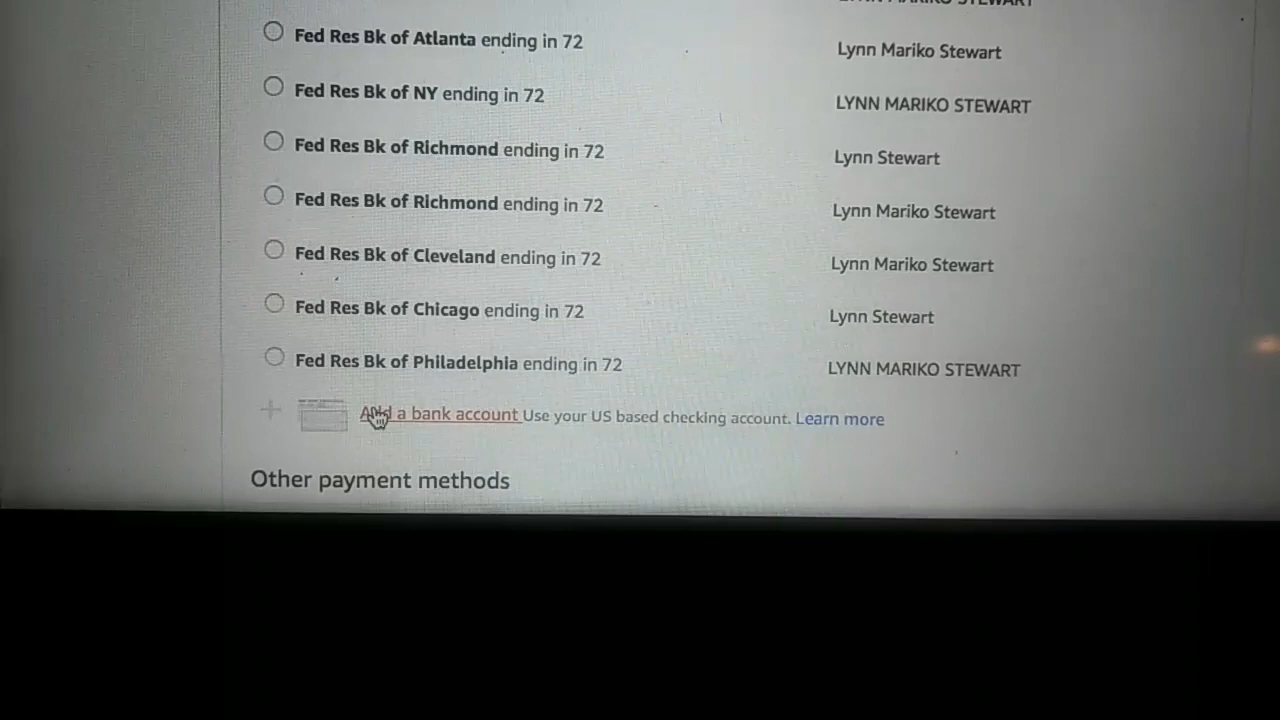 LYNN MARIKO STEWART
Fed Res Bk of Atlanta ending in 72 Lynn Mariko Stewart
Fed Res Bk of NY ending in 72 LYNN MARIKO STEWART
Fed Res Bk of Richmond ending in 72 Lynn Stewart
Fed Res Bk of Richmond ending in 72 Lynn Mariko Stewart
Fed Res Bk of Cleveland ending in 72 Lynn Mariko Stewart
Fed Res Bk of Chicago ending in 72 Lynn Stewart
Fed Res Bk of Philadelphia ending in 72 LYNN MARIKO STEWART
Add a bank account Use your US based checking account. Learn more
Other payment methods